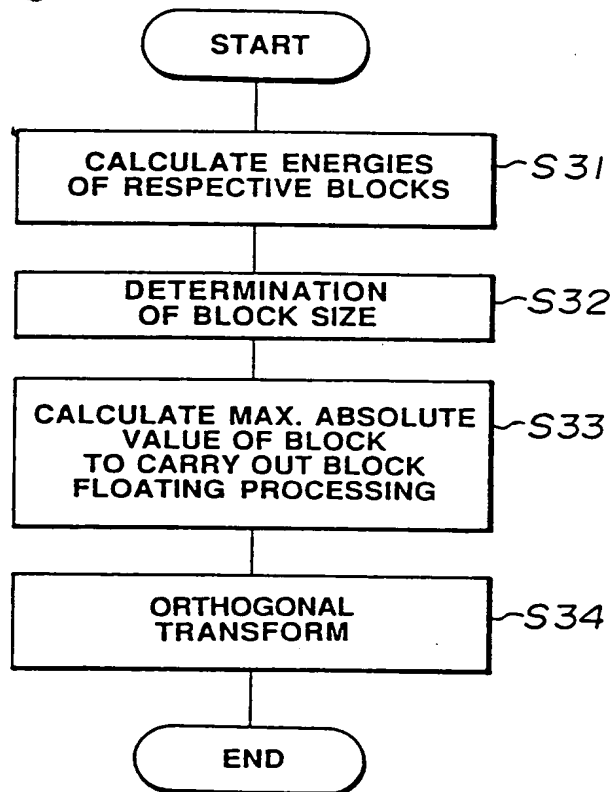 START
CALCULATE ENERGIES
OF RESPECTIVE BLOCKS
S31
DETERMINATION
OF BLOCK SIZE
S32
CALCULATE MAX. ABSOLUTE
VALUE OF BLOCK
TO CARRY OUT BLOCK
FLOATING PROCESSING
S33
ORTHOGONAL
TRANSFORM
S34
END